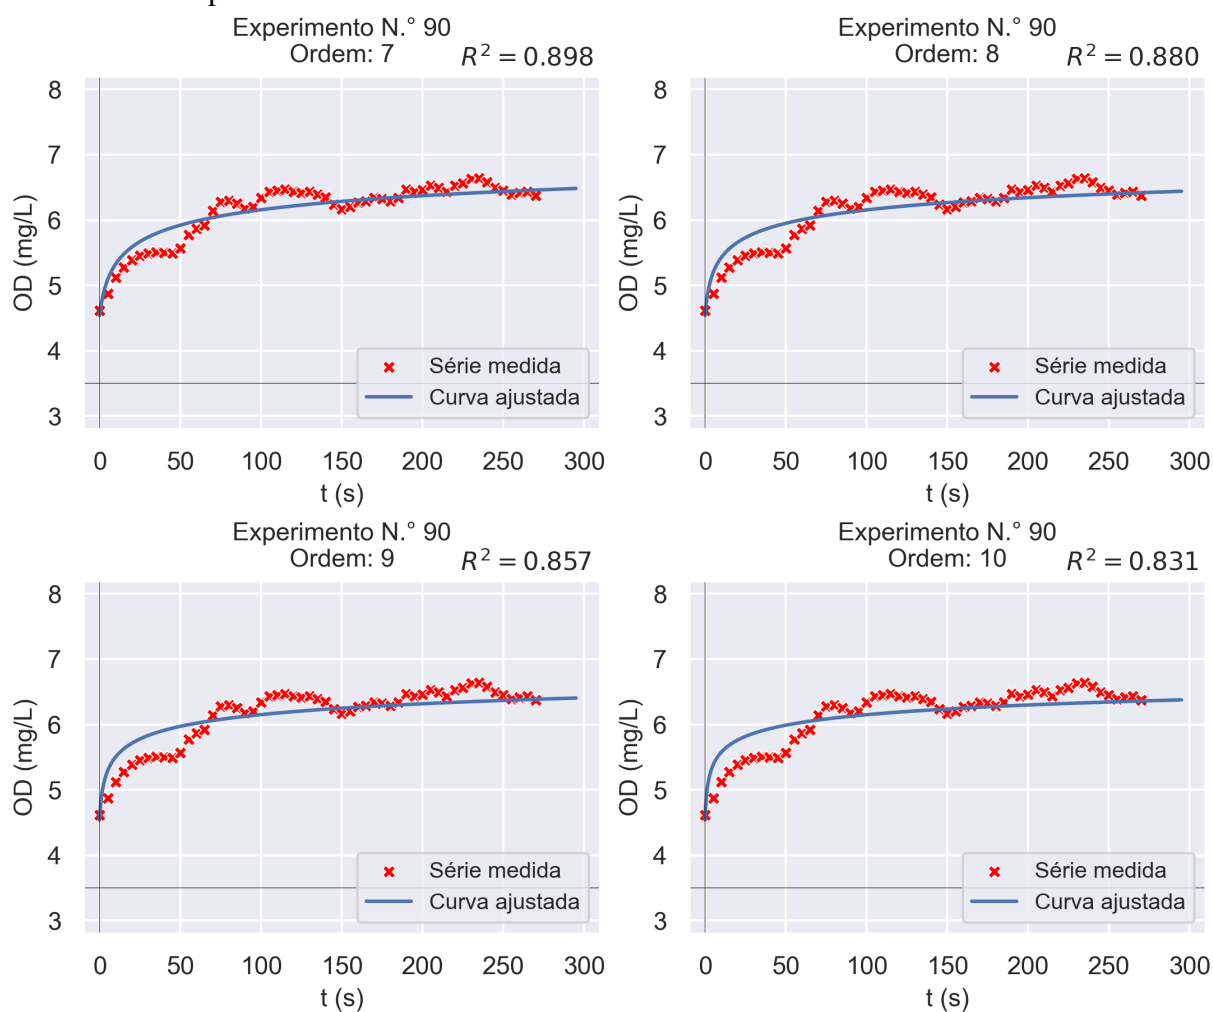 Experimento N.° 90
Ordem: 7
R² = 0.898
8
7
6
5
4
3
OD (mg/L)
Série medida
Curva ajustada
0 50 100 150 200 250 300
t (s)
Experimento N.° 90
Ordem: 8
R² = 0.880
8
7
6
5
4
3
OD (mg/L)
Série medida
Curva ajustada
0 50 100 150 200 250 300
t (s)
Experimento N.° 90
Ordem: 9
R² = 0.857
8
7
6
5
4
3
OD (mg/L)
Série medida
Curva ajustada
0 50 100 150 200 250 300
t (s)
Experimento N.° 90
Ordem: 10
R² = 0.831
8
7
6
5
4
3
OD (mg/L)
Série medida
Curva ajustada
0 50 100 150 200 250 300
t (s)